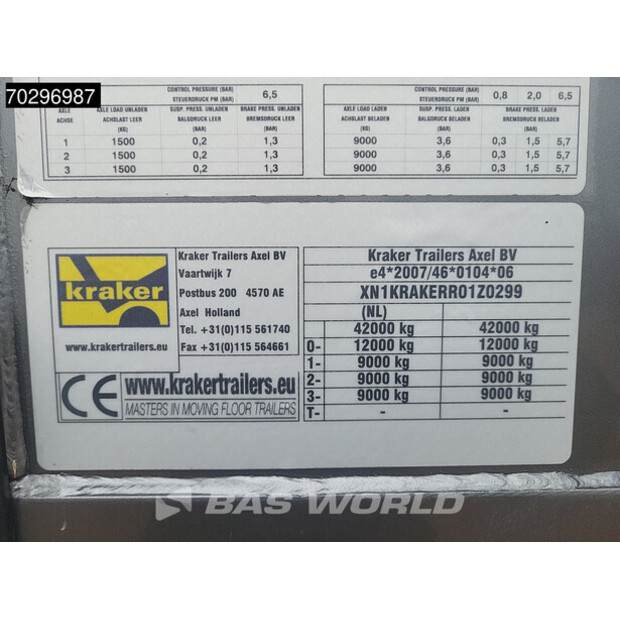 70296987
CONTROL PRESSURE (BAR)
STEUERDRUCK PM (BAR) 6,5
CONTROL PRESSURE (BAR)
STEUERDRUCK PM (BAR) 0,8 2,0 6,5
AXLE AXLE LOAD UNLADEN SUSP. PRESS. UNLADEN BRAKE PRESS. UNLADEN
ACHSE ACHSLAST LEER BALGDRUCK LEER BREMSDRUCK LEER
(KG) (BAR) (BAR)
1 1500 0,2 1,3
2 1500 0,2 1,3
3 1500 0,2 1,3
AXLE LOAD LADEN SUSP. PRESS. LADEN BRAKE PRESS. LADEN
ACHSLAST BELADEN BALGDRUCK BELADEN BREMSDRUCK BELADEN
(KG) (BAR) (BAR)
9000 3,6 0,3 1,5 5,7
9000 3,6 0,3 1,5 5,7
9000 3,6 0,3 1,5 5,7
kraker
www.krakertrailers.eu
Kraker Trailers Axel BV
Vaartwijk 7
Postbus 200 4570 AE
Axel Holland
Tel. +31(0)115 561740
Fax +31(0)115 564661
CE www.krakertrailers.eu
MASTERS IN MOVING FLOOR TRAILERS
Kraker Trailers Axel BV
e4*2007/46*0104*06
XN1KRAKERR01Z0299
(NL)
42000 kg 42000 kg
0- 12000 kg 12000 kg
1- 9000 kg 9000 kg
2- 9000 kg 9000 kg
3- 9000 kg 9000 kg
T- - -
BAS WORLD